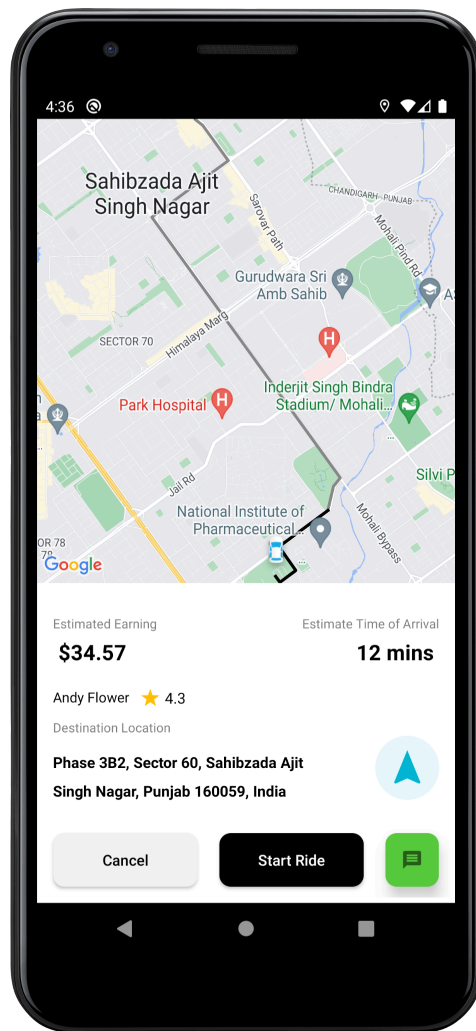 4:36
Sahibzada Ajit
Singh Nagar
CHANDIGARH
PUNJAB
Sarovar Path
Mohali Pind Rd
Gurudwara Sri
Amb Sahib
SECTOR 70
Himalaya Marg
H
Inderjit Singh Bindra
Stadium/ Mohali...
Park Hospital
H
Jail Rd
Silvi P
National Institute of
Pharmaceutical...
Mohali Bypass
OR 78
78
Google
Estimated Earning
Estimate Time of Arrival
$34.57
12 mins
Andy Flower
4.3
Destination Location
Phase 3B2, Sector 60, Sahibzada Ajit
Singh Nagar, Punjab 160059, India
Cancel
Start Ride